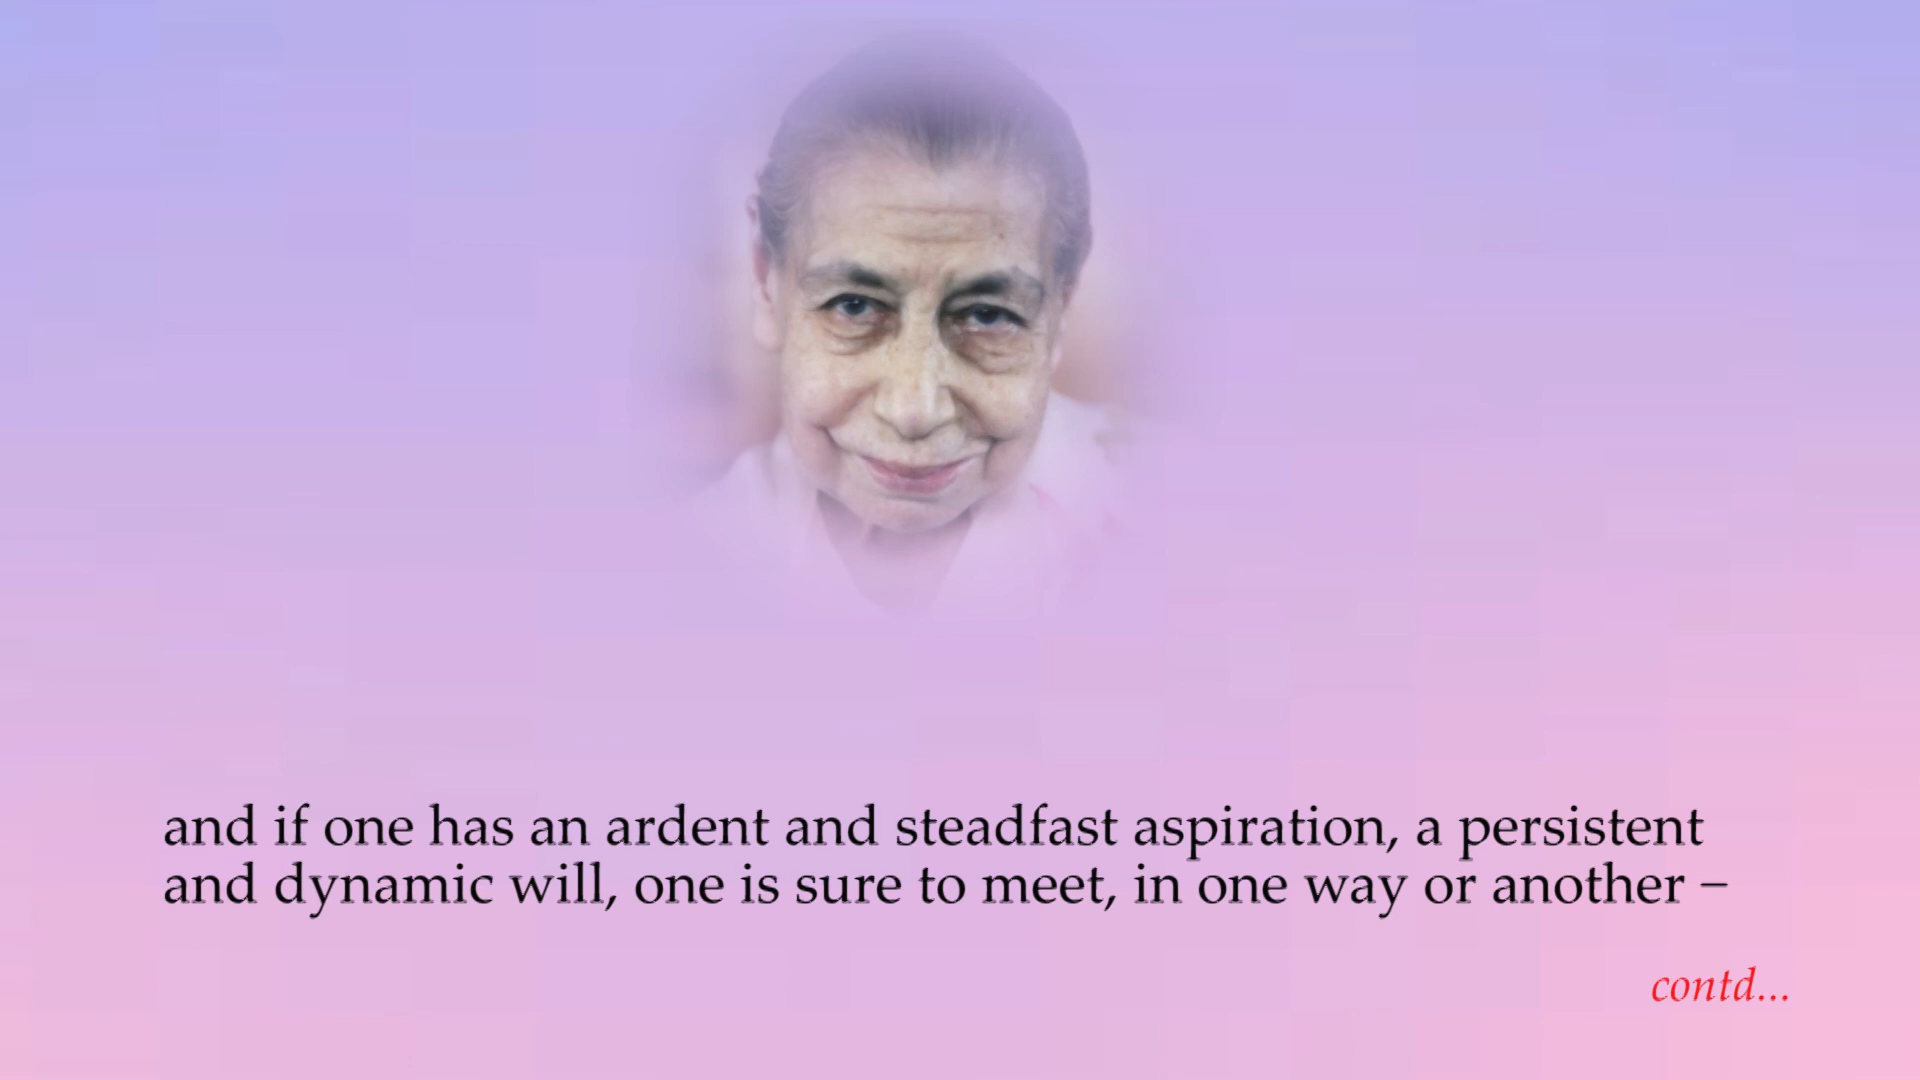 and if one has an ardent and steadfast aspiration, a persistent
and dynamic will, one is sure to meet, in one way or another –
contd...